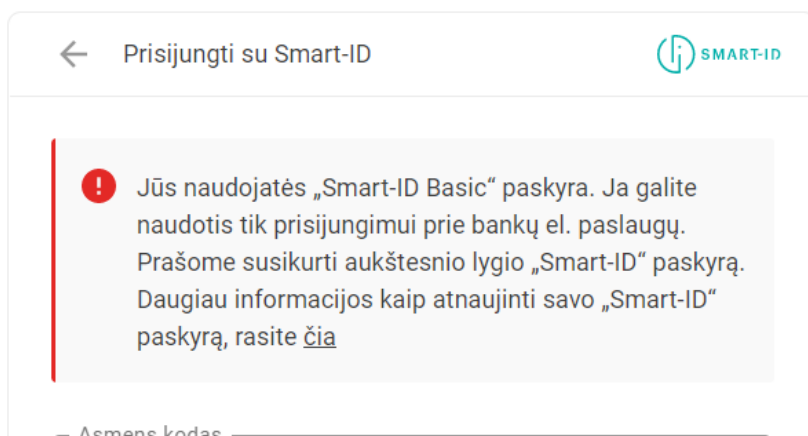 Prisijungti su Smart-ID
SMART-ID
Jūs naudojatės „Smart-ID Basic“ paskyra. Ja galite
naudotis tik prisijungimui prie bankų el. paslaugų.
Prašome susikurti aukštesnio lygio „Smart-ID“ paskyrą.
Daugiau informacijos kaip atnaujinti savo „Smart-ID“
paskyrą, rasite čia
Asmens kodas